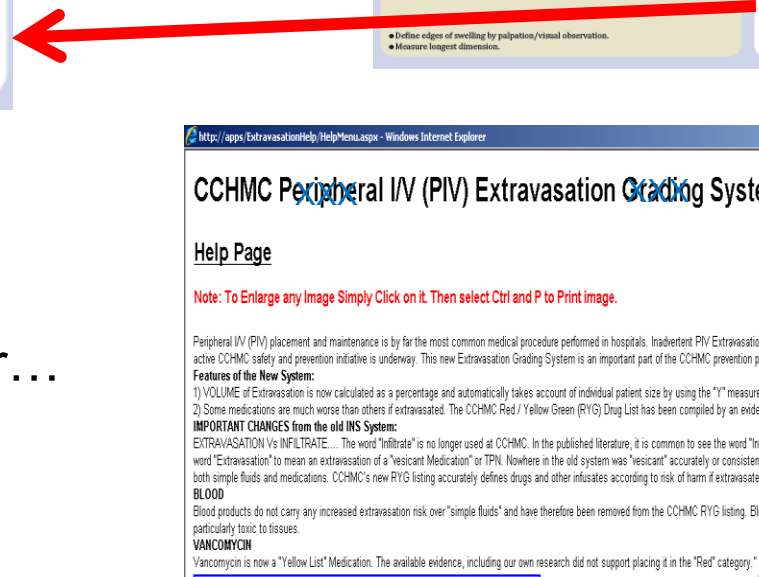 ● Define edges of swelling by palpation/visual observation.
● Measure longest dimension.
http://apps/ExtravasationHelp/HelpMenu.aspx - Windows Internet Explorer
CCHMC Peripheral I/V (PIV) Extravasation Grading Syste
XXX XXX
Help Page
Note: To Enlarge any Image Simply Click on it. Then select Ctrl and P to Print image.
r…
Peripheral I/V (PIV) placement and maintenance is by far the most common medical procedure performed in hospitals. Inadvertent PIV Extravasatio
active CCHMC safety and prevention initiative is underway. This new Extravasation Grading System is an important part of the CCHMC prevention p
Features of the New System:
1) VOLUME of Extravasation is now calculated as a percentage and automatically takes account of individual patient size by using the "Y" measure
2) Some medications are much worse than others if extravasated. The CCHMC Red / Yellow Green (RYG) Drug List has been compiled by an evide
IMPORTANT CHANGES from the old INS System:
EXTRAVASATION Vs INFILTRATE.... The word "Infiltrate" is no longer used at CCHMC. In the published literature, it is common to see the word "In
word "Extravasation" to mean an extravasation of a "vesicant Medication" or TPN. Nowhere in the old system was "vesicant" accurately or consisten
both simple fluids and medications. CCHMC's new RYG listing accurately defines drugs and other infusates according to risk of harm if extravasate
BLOOD
Blood products do not carry any increased extravasation risk over "simple fluids" and have therefore been removed from the CCHMC RYG listing. Bl
particularly toxic to tissues.
VANCOMYCIN
Vancomycin is now a "Yellow List" Medication. The available evidence, including our own research did not support placing it in the "Red" category."